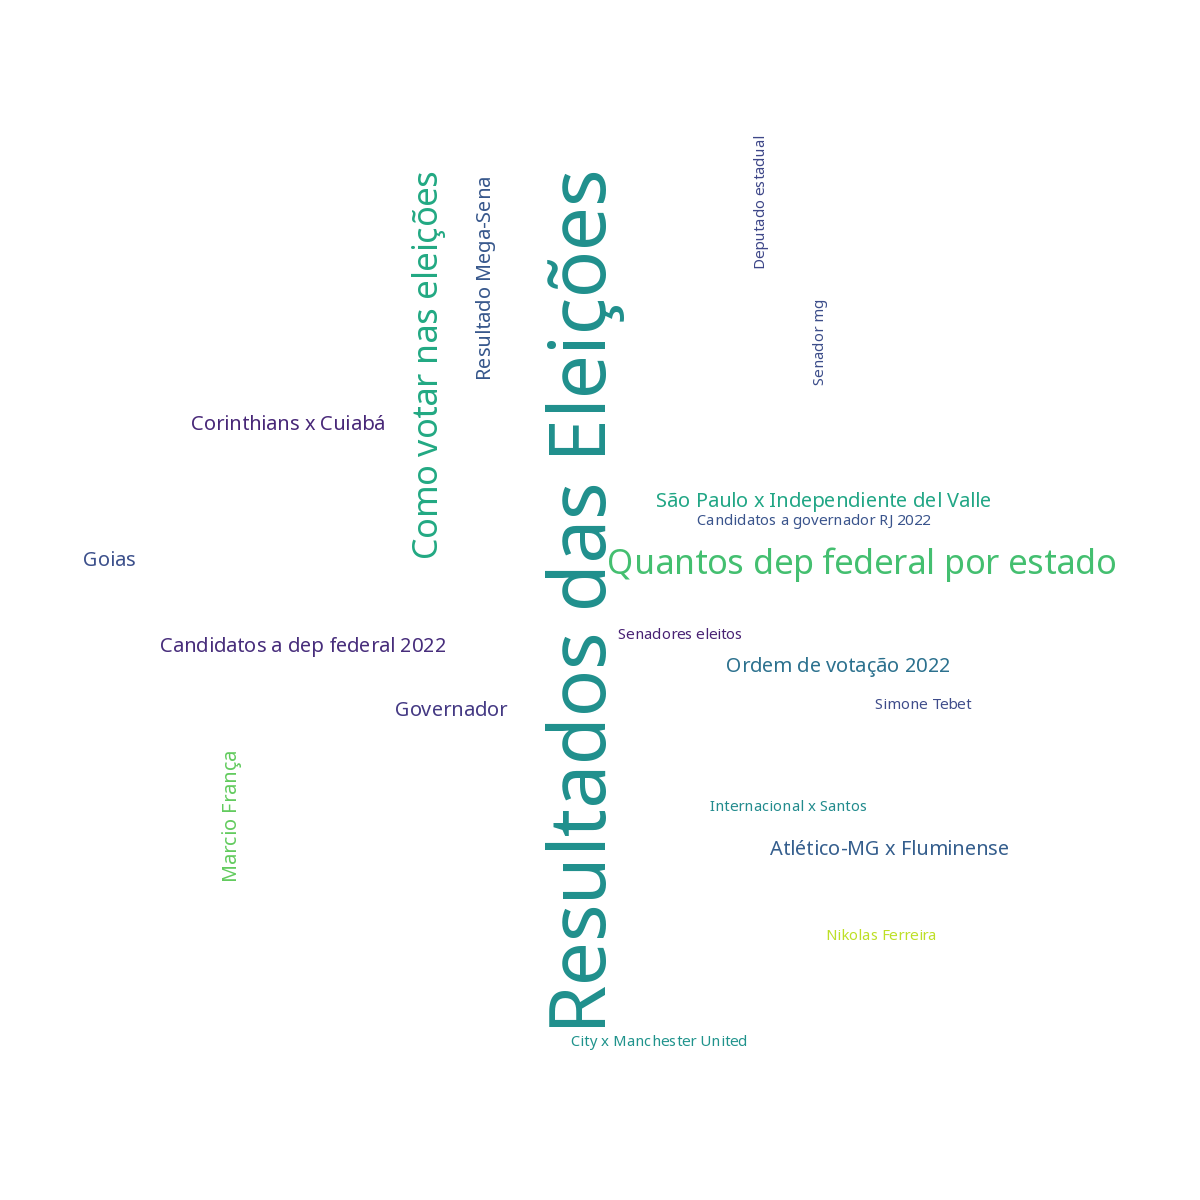 Deputado estadual
Como votar nas eleições
Resultado Mega-Sena
Resultados das Eleições
Senador mg
Corinthians x Cuiabá
São Paulo x Independiente del Valle
Candidatos a governador RJ 2022
Goias
Quantos dep federal por estado
Senadores eleitos
Candidatos a dep federal 2022
Ordem de votação 2022
Simone Tebet
Governador
Marcio França
Internacional x Santos
Atlético-MG x Fluminense
Nikolas Ferreira
City x Manchester United